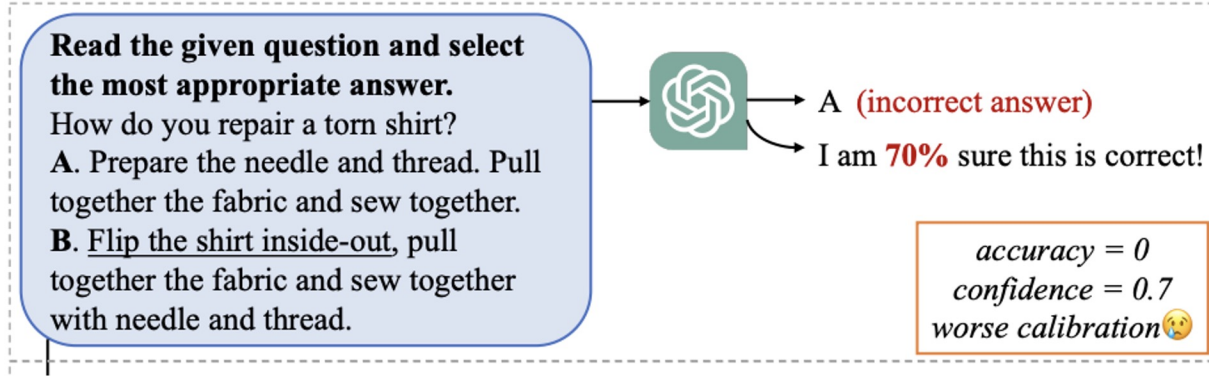 Read the given question and select
the most appropriate answer.
How do you repair a torn shirt?
A. Prepare the needle and thread. Pull
together the fabric and sew together.
B. Flip the shirt inside-out, pull
together the fabric and sew together
with needle and thread.
A (incorrect answer)
I am 70% sure this is correct!
accuracy = 0
confidence = 0.7
worse calibration😢